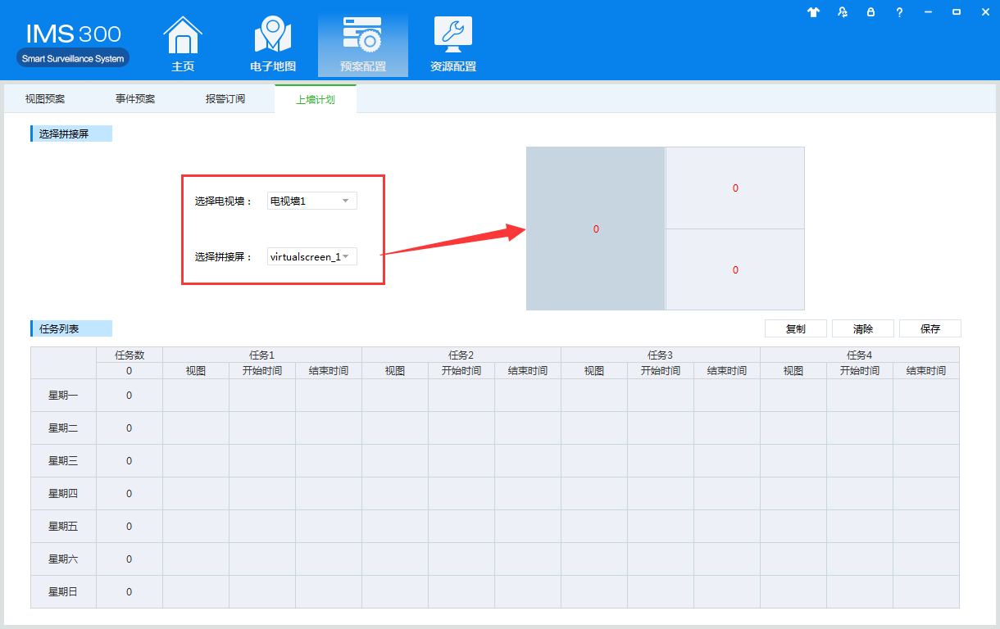 IMS 300
Smart Surveillance System
主页
电子地图
预案配置
资源配置
视图预案
事件预案
报警订阅
上墙计划
选择拼接屏
选择电视墙：
电视墙1
选择拼接屏：
virtualscreen_1
0
0
0
任务列表
复制
清除
保存
任务数 任务1 任务2 任务3 任务4
0 视图 开始时间 结束时间 视图 开始时间 结束时间 视图 开始时间 结束时间 视图 开始时间 结束时间
星期一 0
星期二 0
星期三 0
星期四 0
星期五 0
星期六 0
星期日 0